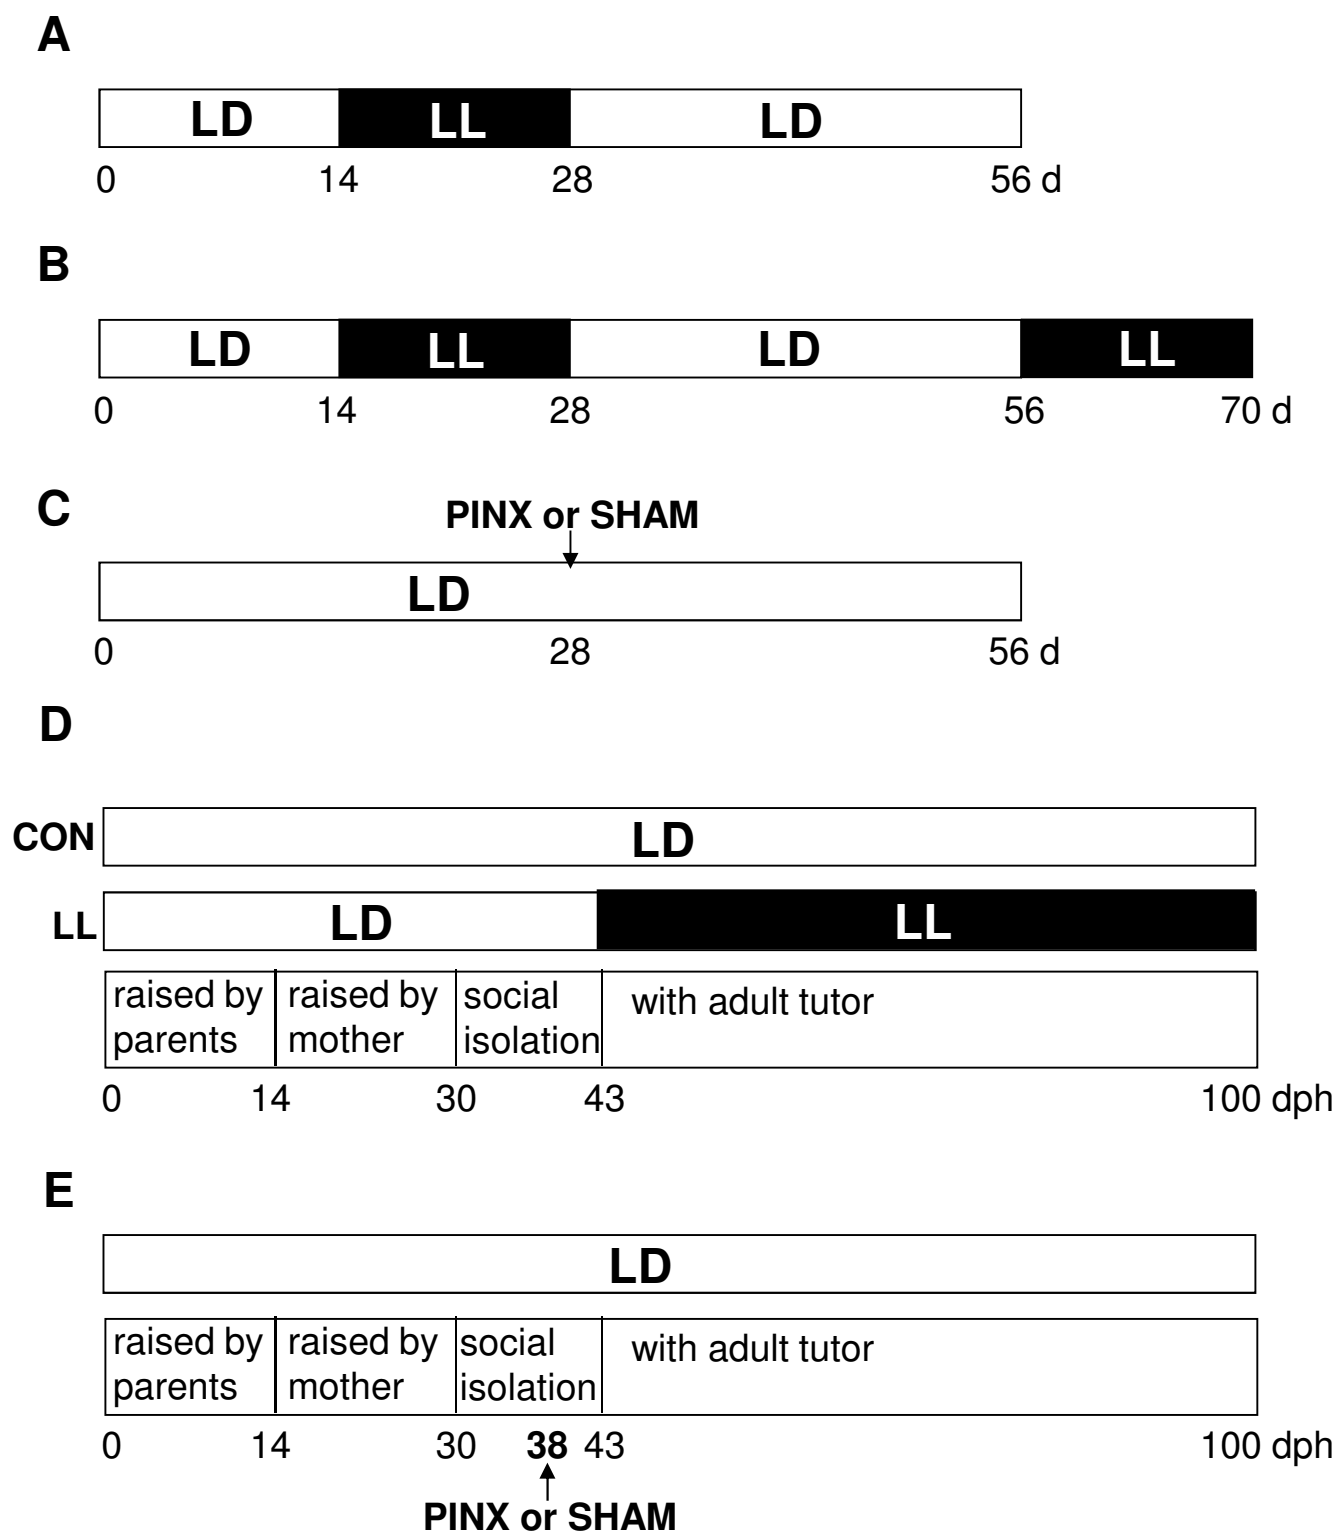 A
LD LL LD
0 14 28 56 d
B
LD LL LD LL
0 14 28 56 70 d
C
PINX or SHAM
LD
0 28 56 d
D
CON LD
LL LD LL
raised by raised by social with adult tutor
parents mother isolation
0 14 30 43 100 dph
E
LD
raised by raised by social with adult tutor
parents mother isolation
0 14 30 38 43 100 dph
PINX or SHAM